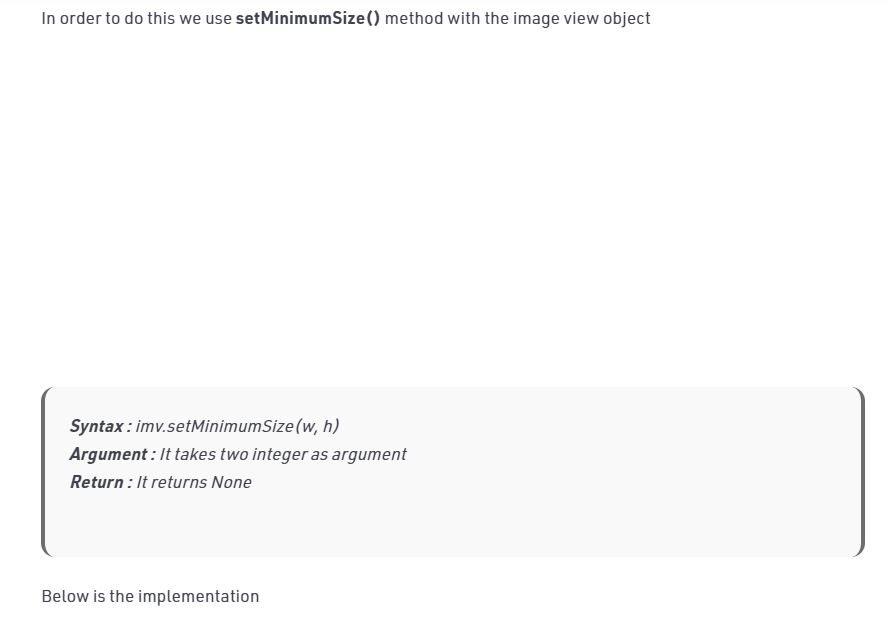 In order to do this we use setMinimumSize() method with the image view object
Syntax : imv.setMinimumSize(w, h)
Argument : It takes two integer as argument
Return : It returns None
Below is the implementation